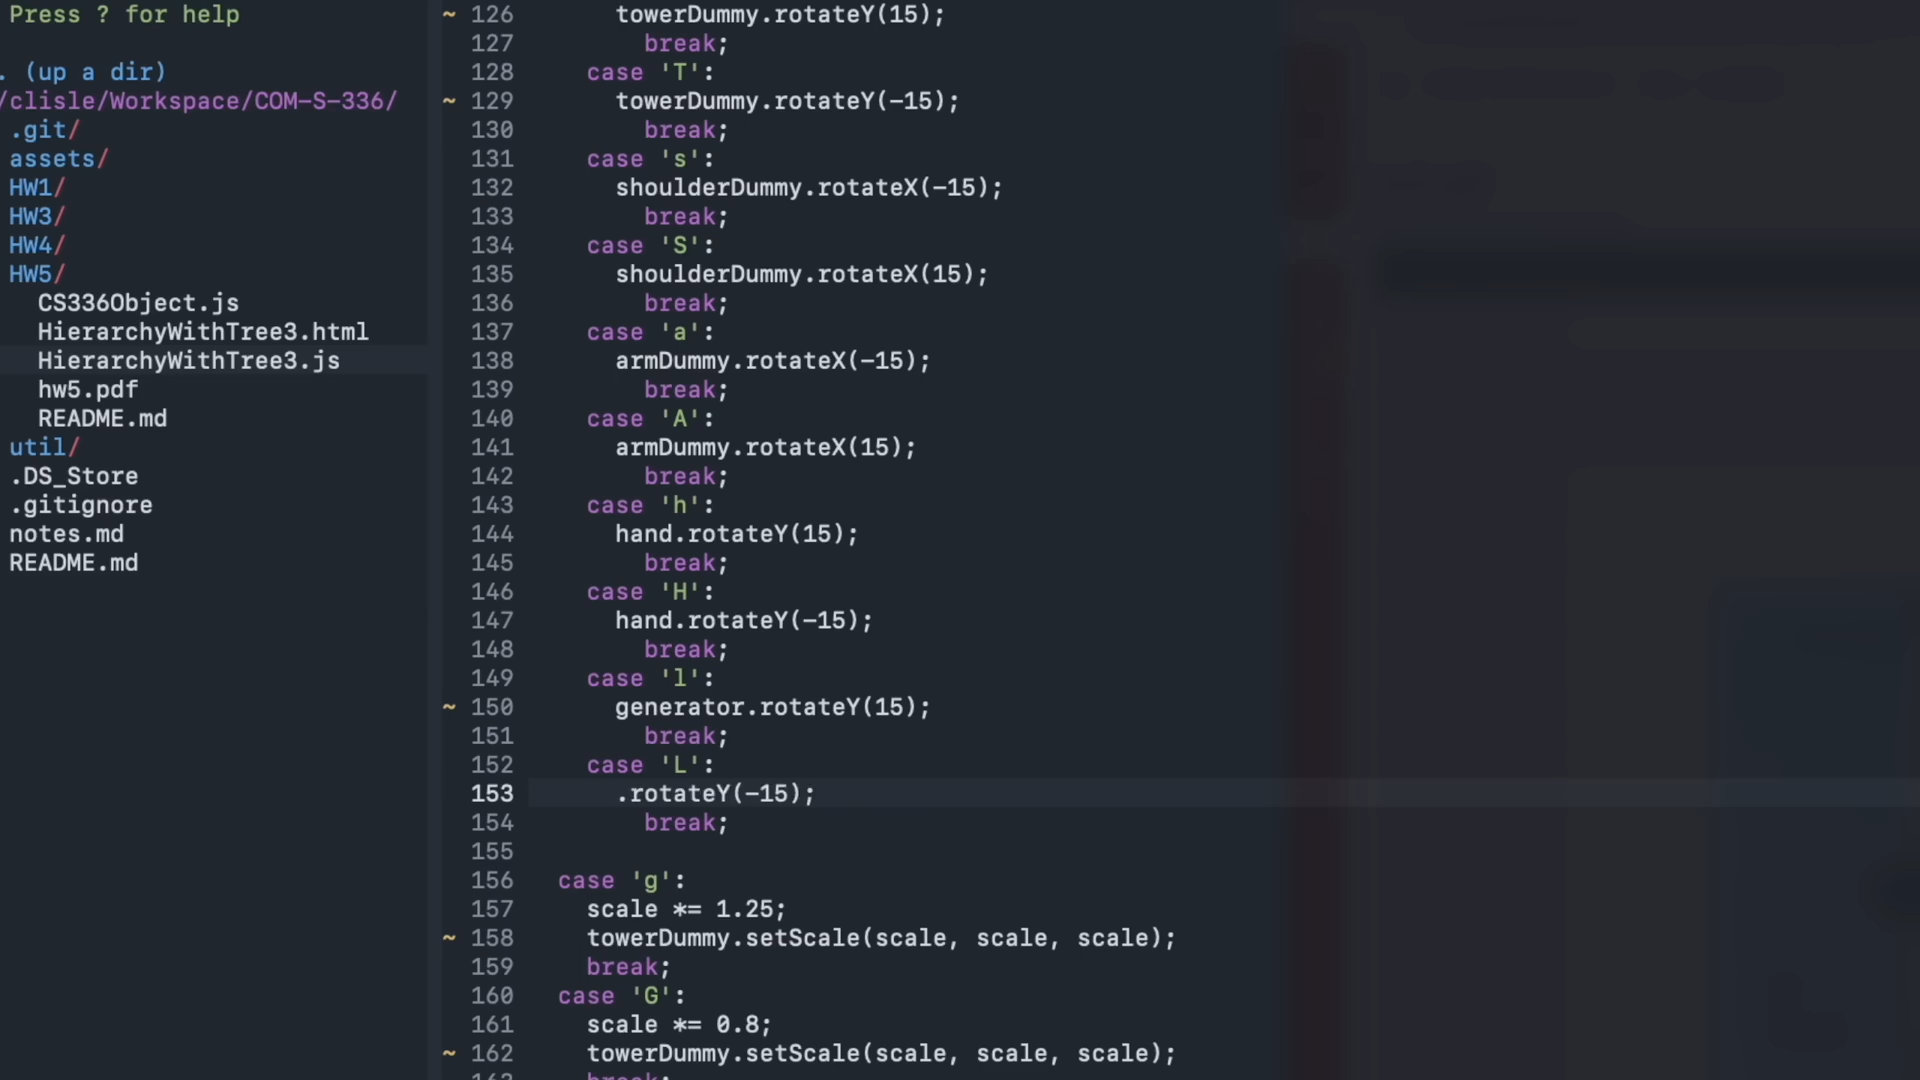 Press ? for help
. (up a dir)
/clisle/Workspace/COM-S-336/
.git/
assets/
HW1/
HW3/
HW4/
HW5/
CS336Object.js
HierarchyWithTree3.html
HierarchyWithTree3.js
hw5.pdf
README.md
util/
.DS_Store
.gitignore
notes.md
README.md
~ 126 towerDummy.rotateY(15);
127 break;
128 case 'T':
~ 129 towerDummy.rotateY(-15);
130 break;
131 case 's':
132 shoulderDummy.rotateX(-15);
133 break;
134 case 'S':
135 shoulderDummy.rotateX(15);
136 break;
137 case 'a':
138 armDummy.rotateX(-15);
139 break;
140 case 'A':
141 armDummy.rotateX(15);
142 break;
143 case 'h':
144 hand.rotateY(15);
145 break;
146 case 'H':
147 hand.rotateY(-15);
148 break;
149 case 'l':
~ 150 generator.rotateY(15);
151 break;
152 case 'L':
153 .rotateY(-15);
154 break;
155
156 case 'g':
157 scale *= 1.25;
~ 158 towerDummy.setScale(scale, scale, scale);
159 break;
160 case 'G':
161 scale *= 0.8;
~ 162 towerDummy.setScale(scale, scale, scale);
163 break;